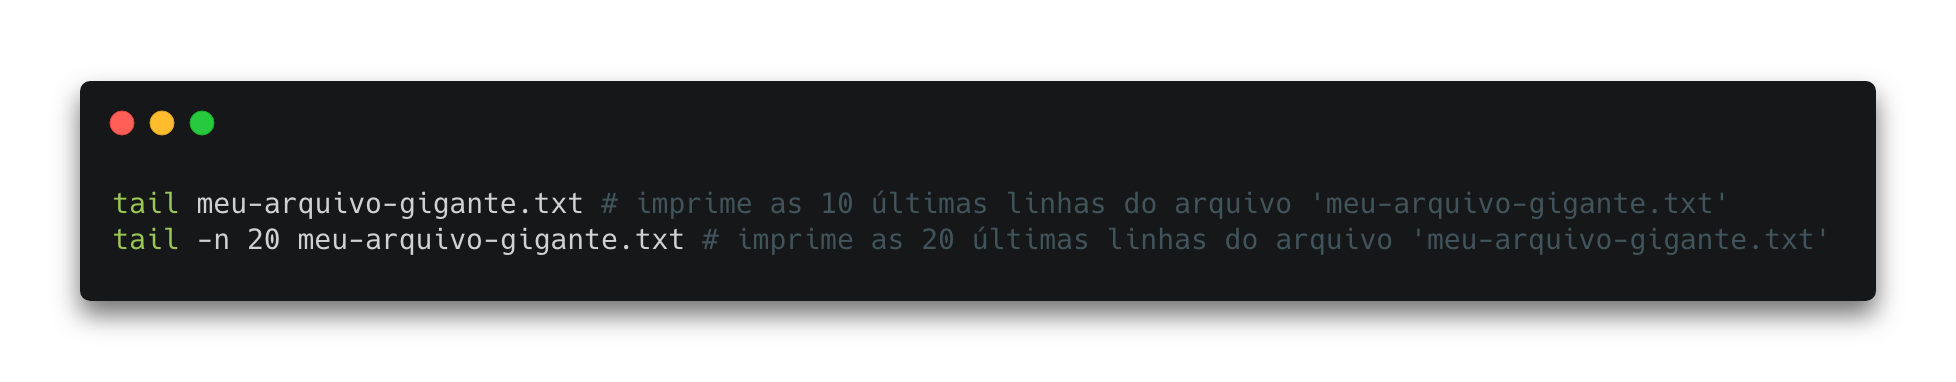 tail meu-arquivo-gigante.txt # imprime as 10 últimas linhas do arquivo 'meu-arquivo-gigante.txt'
tail -n 20 meu-arquivo-gigante.txt # imprime as 20 últimas linhas do arquivo 'meu-arquivo-gigante.txt'